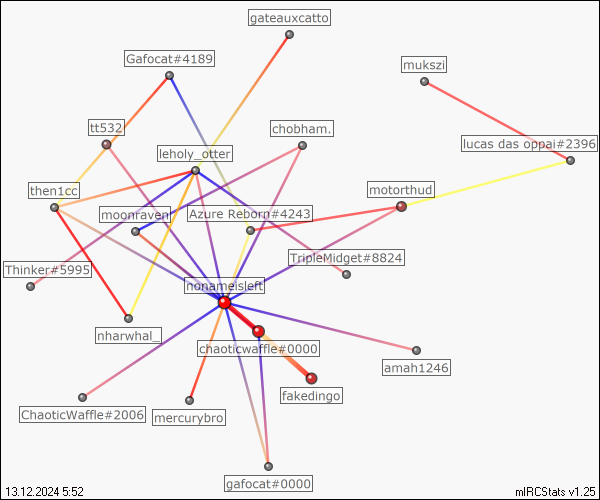 gateauxcatto
Gafocat#4189
mukszi
tt532
chobham.
lucas das oppai#2396
leholy_otter
then1cc
motorthud
moonraven
Azure Reborn#4243
TripleMidget#8824
Thinker#5995
nonameisleft
nharwhal_
chaoticwaffle#0000
amah1246
fakedingo
ChaoticWaffle#2006
mercurybro
gafocat#0000
13.12.2024 5:52
mIRCStats v1.25